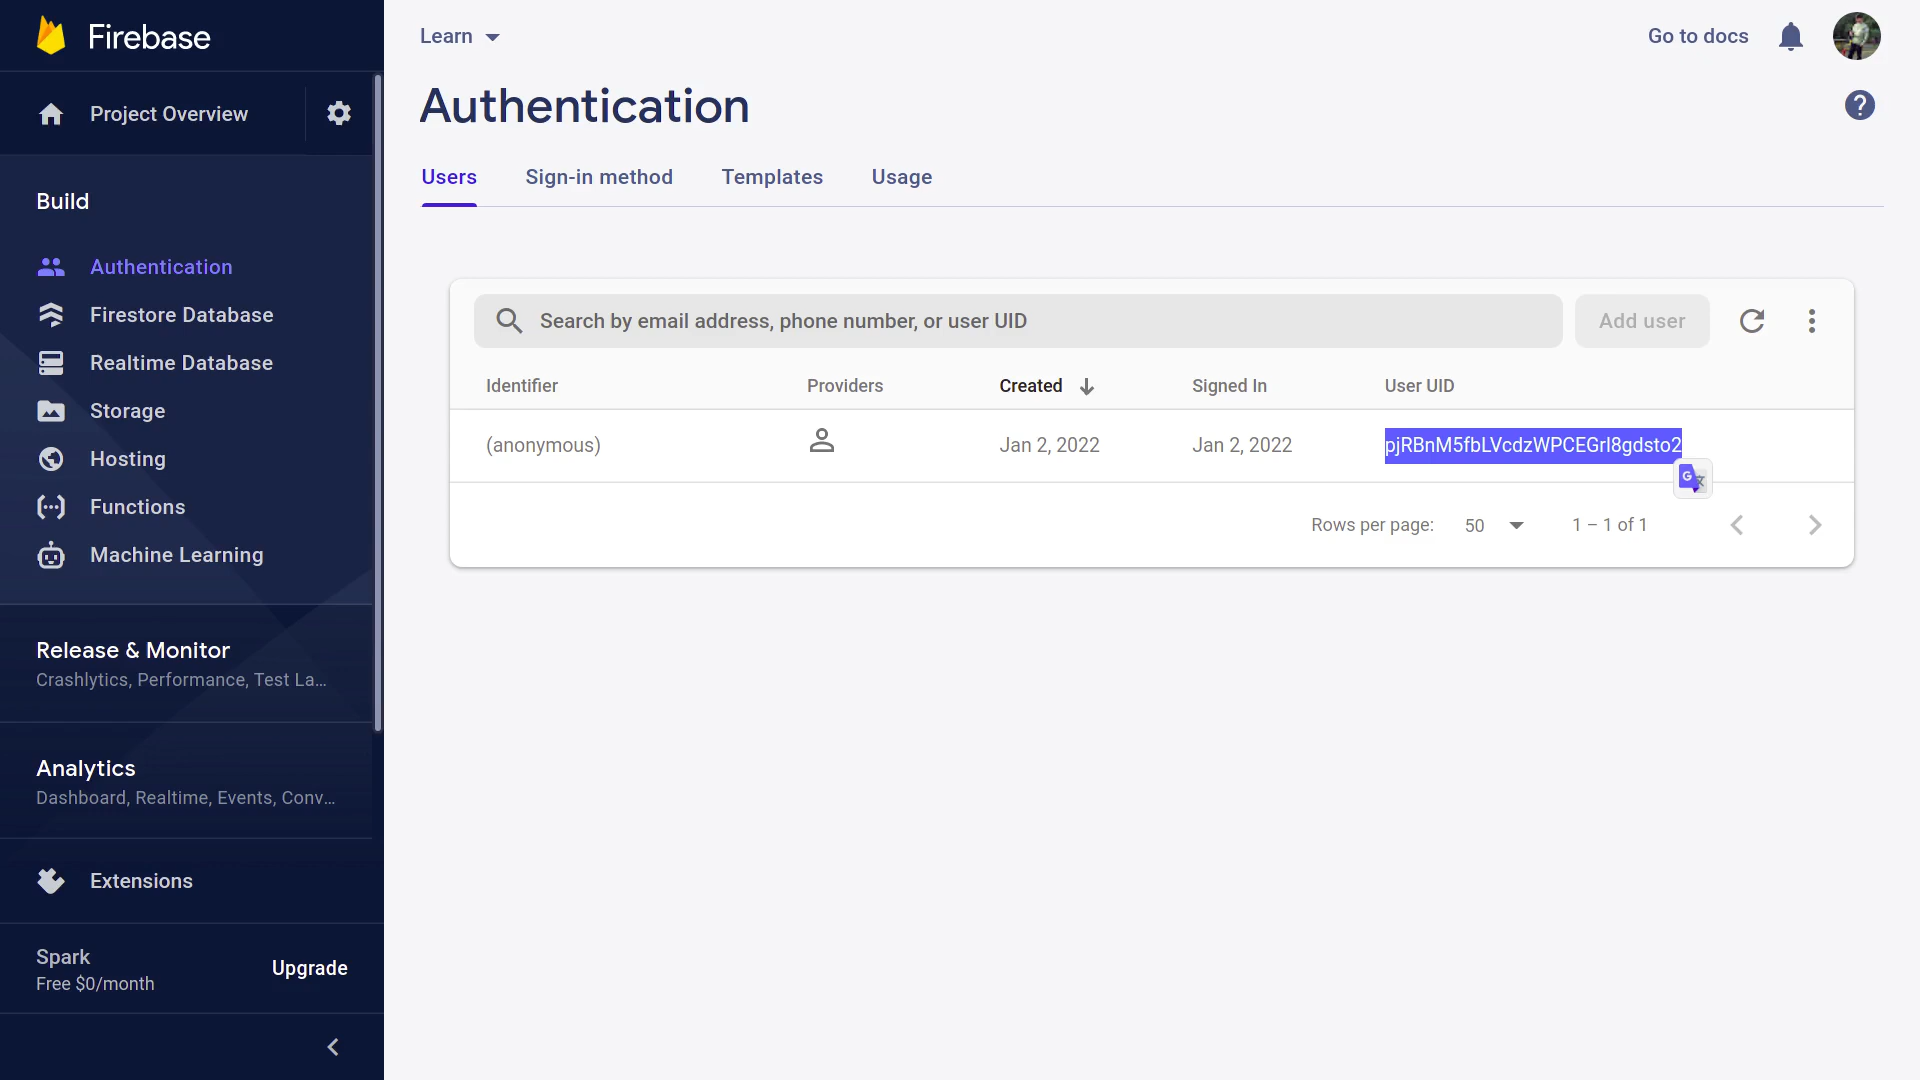 Firebase
Project Overview
Build
Authentication
Firestore Database
Realtime Database
Storage
Hosting
Functions
Machine Learning
Release & Monitor
Crashlytics, Performance, Test La...
Analytics
Dashboard, Realtime, Events, Conv...
Extensions
Spark
Free $0/month
Upgrade
Learn
Go to docs
Authentication
Users Sign-in method Templates Usage
Search by email address, phone number, or user UID
Add user
Identifier Providers Created Signed In User UID
(anonymous) Jan 2, 2022 Jan 2, 2022 pjRBnM5fbLVcdzWPCEGrI8gdsto2
Rows per page: 50 1 – 1 of 1